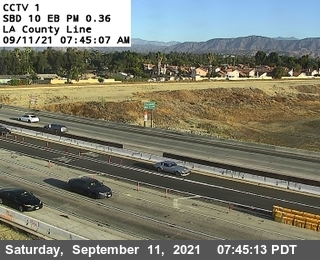 CCTV 1
SBD 10 EB PM 0.36
LA County Line
09/11/21 07:45:07 AM
Saturday, September 11, 2021 07:45:13 PDT